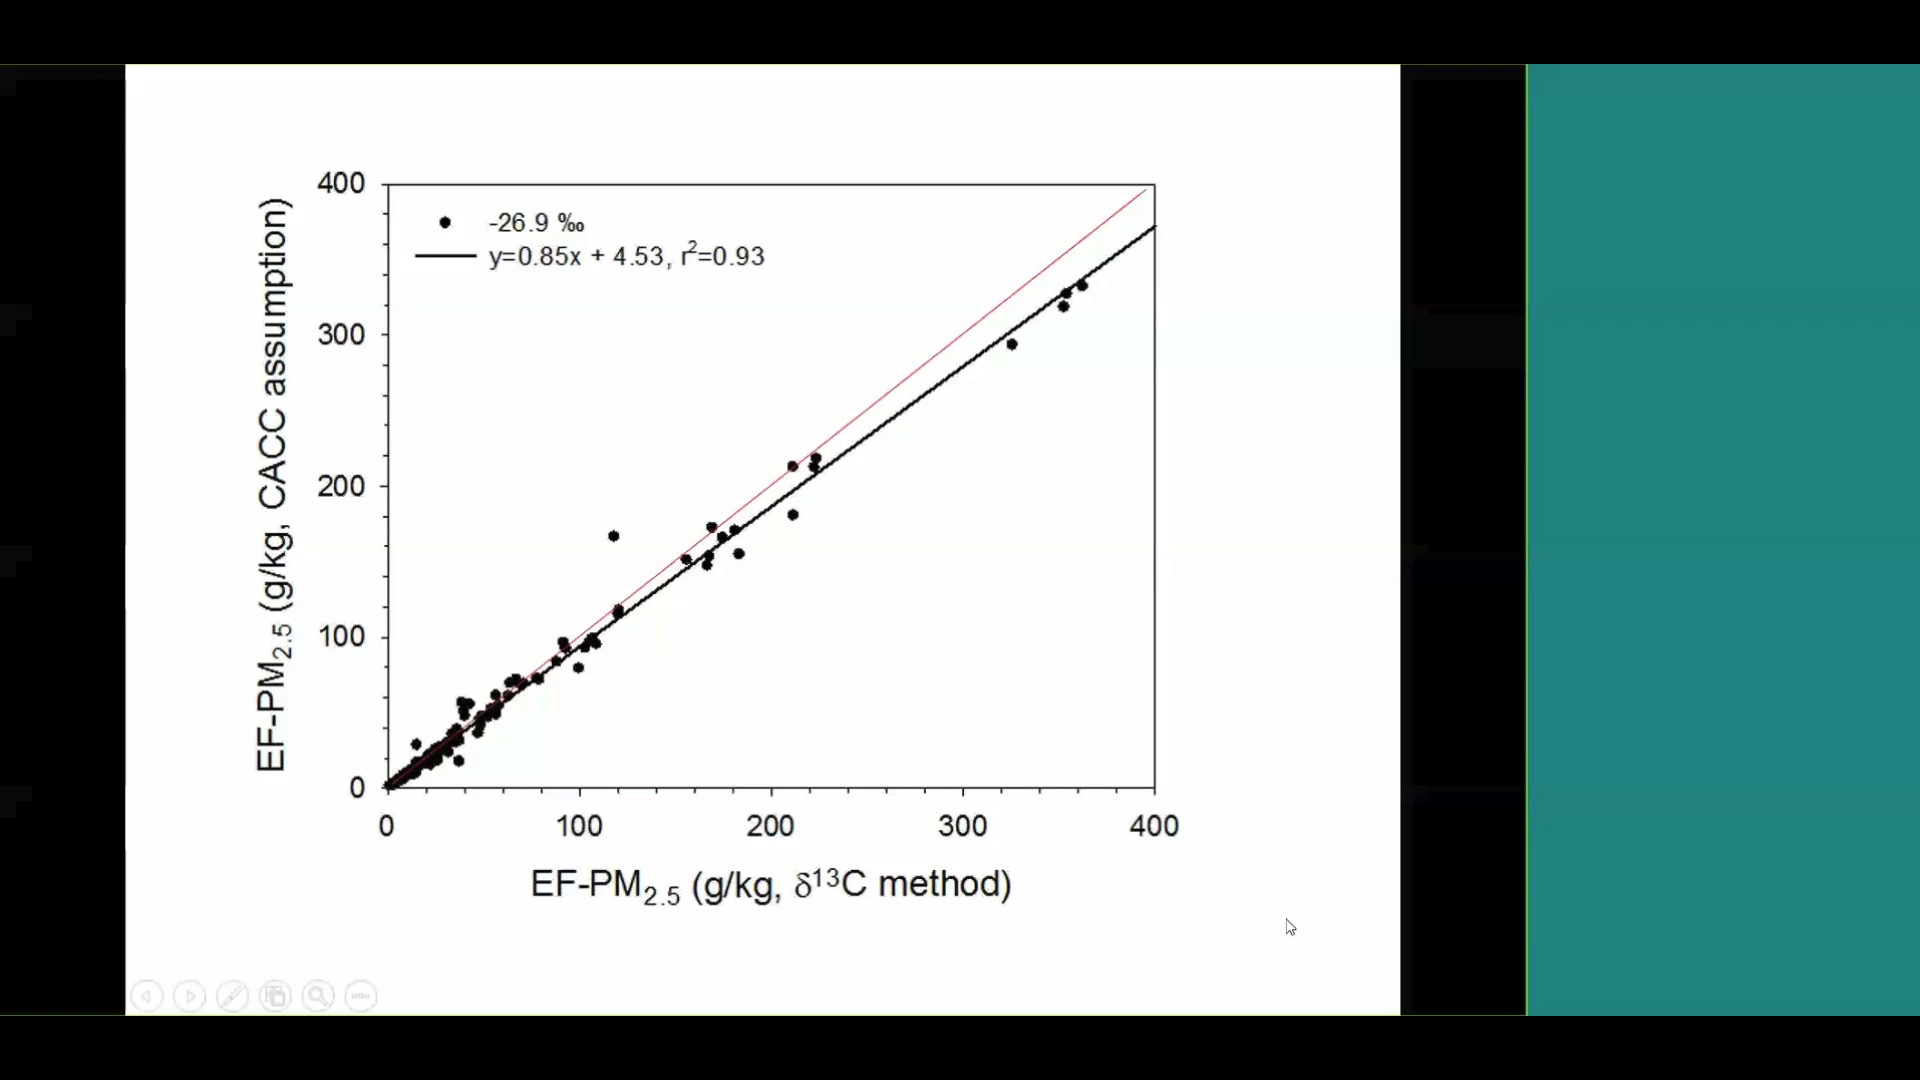 400
300
200
100
0
-26.9 ‰
y=0.85x + 4.53, r²=0.93
EF-PM₂.₅ (g/kg, CACC assumption)
0 100 200 300 400
EF-PM₂.₅ (g/kg, δ¹³C method)